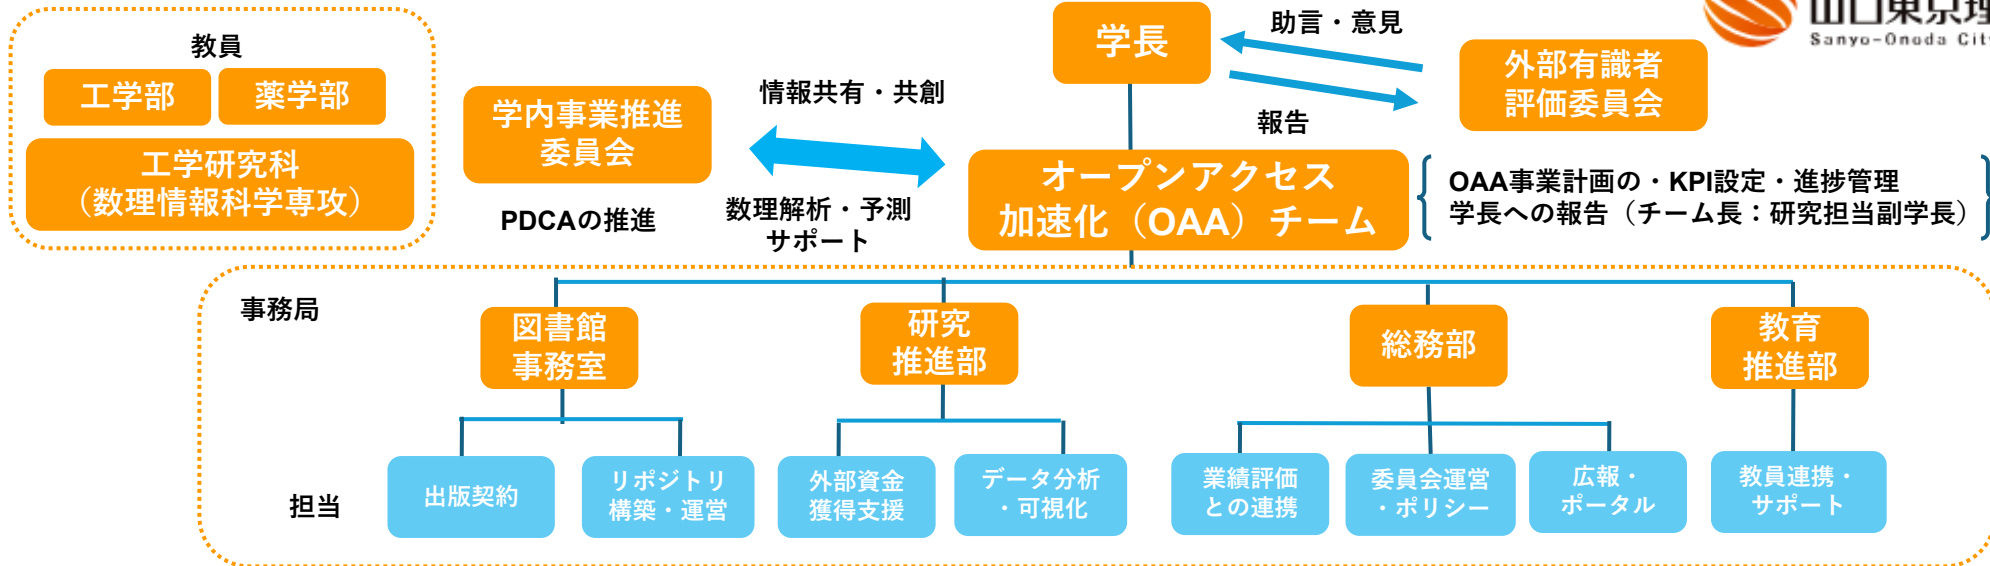 教員
工学部
薬学部
工学研究科
（数理情報科学専攻）
学内事業推進
委員会
PDCAの推進
情報共有・共創
数理解析・予測
サポート
学長
助言・意見
報告
外部有識者
評価委員会
山口東京理
Sanyo-Onoda City
オープンアクセス
加速化（OAA）チーム
OAA事業計画の・KPI設定・進捗管理
学長への報告（チーム長：研究担当副学長）
事務局
図書館
事務室
研究
推進部
総務部
教育
推進部
担当
出版契約
リポジトリ
構築・運営
外部資金
獲得支援
データ分析
・可視化
業績評価
との連携
委員会運営
・ポリシー
広報・
ポータル
教員連携・
サポート